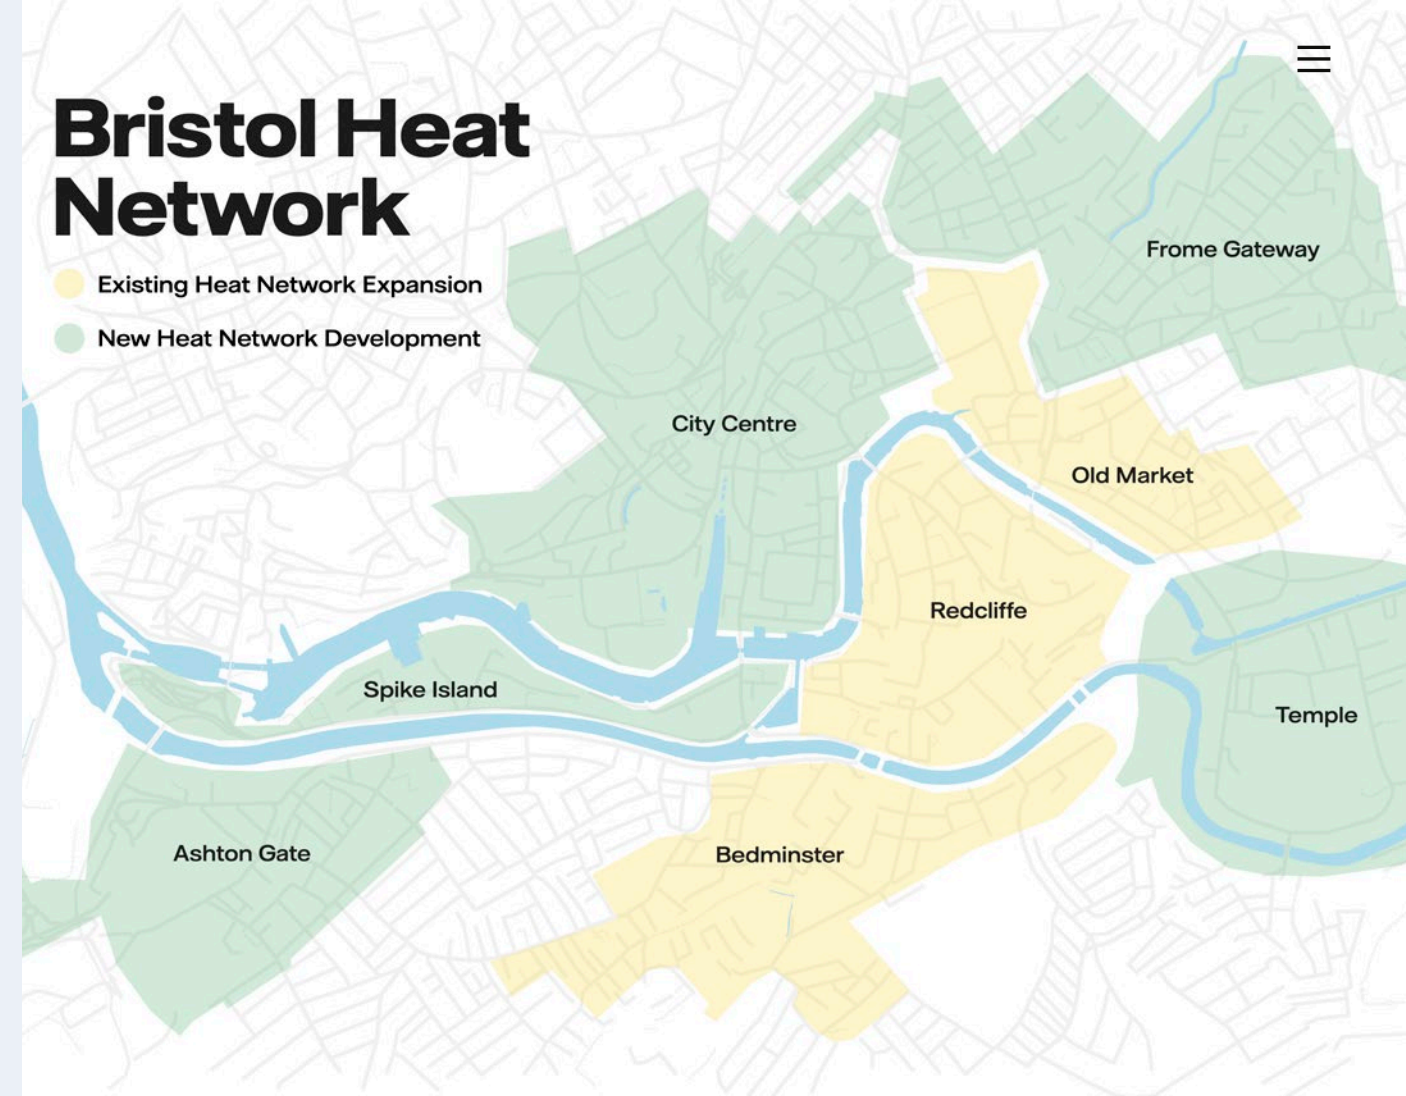 Bristol Heat
Network
Existing Heat Network Expansion
New Heat Network Development
Frome Gateway
City Centre
Old Market
Redcliffe
Spike Island
Temple
Ashton Gate
Bedminster